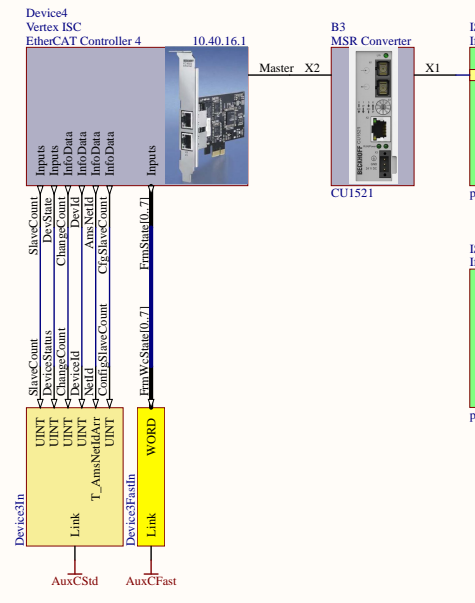 Device4
Vertex ISC
EtherCAT Controller 4 10.40.16.1
Master X2
B3
MSR Converter
X1
CU1521
BECKHOFF
Inputs
Inputs
InfoData
InfoData
InfoData
InfoData
Inputs
SlaveCount
DevState
ChangeCount
DevId
AmsNetId
CfgSlaveCount
FrmState[0..7]
SlaveCount
DeviceStatus
ChangeCount
DeviceId
NetId
ConfigSlaveCount
FrmWcState[0..7]
UINT
UINT
UINT
UINT
T_AmsNetIdArr
UINT
WORD
Device3In
Link
Device3FastIn
Link
AuxCStd
AuxCFast